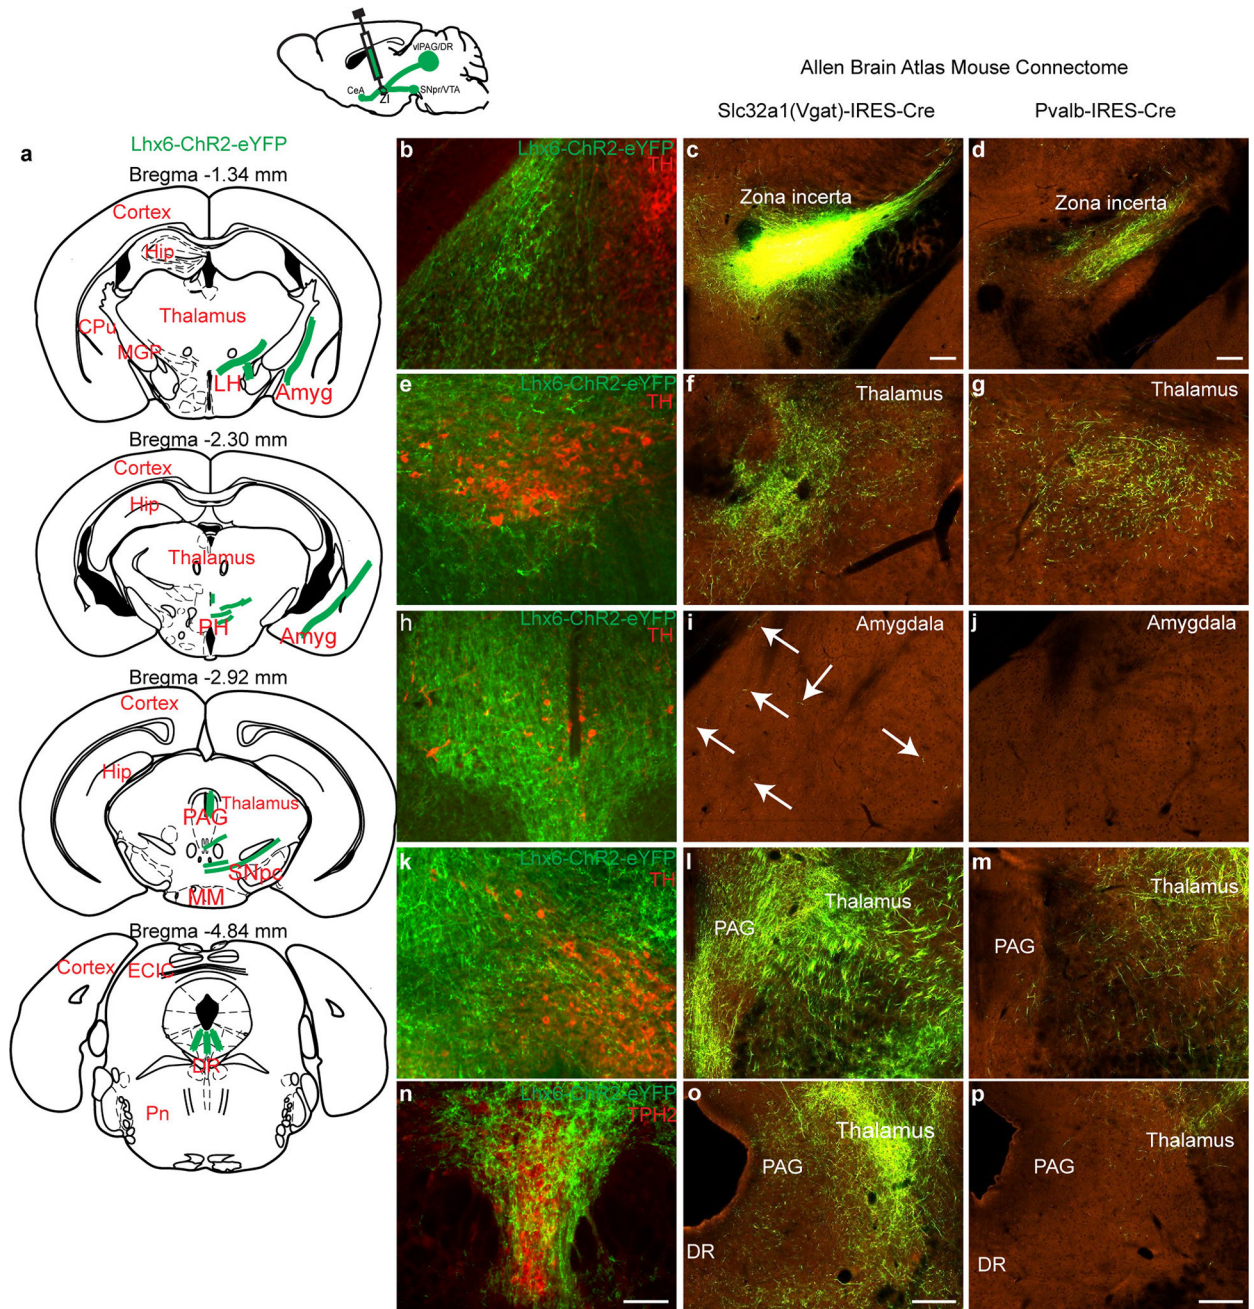 vlPAG/DR
CeA
ZI
SNpr/VTA
Allen Brain Atlas Mouse Connectome
Slc32a1(Vgat)-IRES-Cre
Pvalb-IRES-Cre
a
Lhx6-ChR2-eYFP
Bregma -1.34 mm
Cortex
Hip
Thalamus
CPu
MGP
LH
Amyg
Bregma -2.30 mm
Cortex
Hip
Thalamus
PH
Amyg
Bregma -2.92 mm
Cortex
Hip
Thalamus
PAG
SNpc
MM
Bregma -4.84 mm
Cortex
ECIC
DR
Pn
b
Lhx6-ChR2-eYFP
TH
c
Zona incerta
d
Zona incerta
e
Lhx6-ChR2-eYFP
TH
f
Thalamus
g
Thalamus
h
Lhx6-ChR2-eYFP
TH
i
Amygdala
j
Amygdala
k
Lhx6-ChR2-eYFP
TH
l
Thalamus
PAG
m
Thalamus
PAG
n
Lhx6-ChR2-eYFP
TPH2
o
Thalamus
PAG
DR
p
Thalamus
PAG
DR